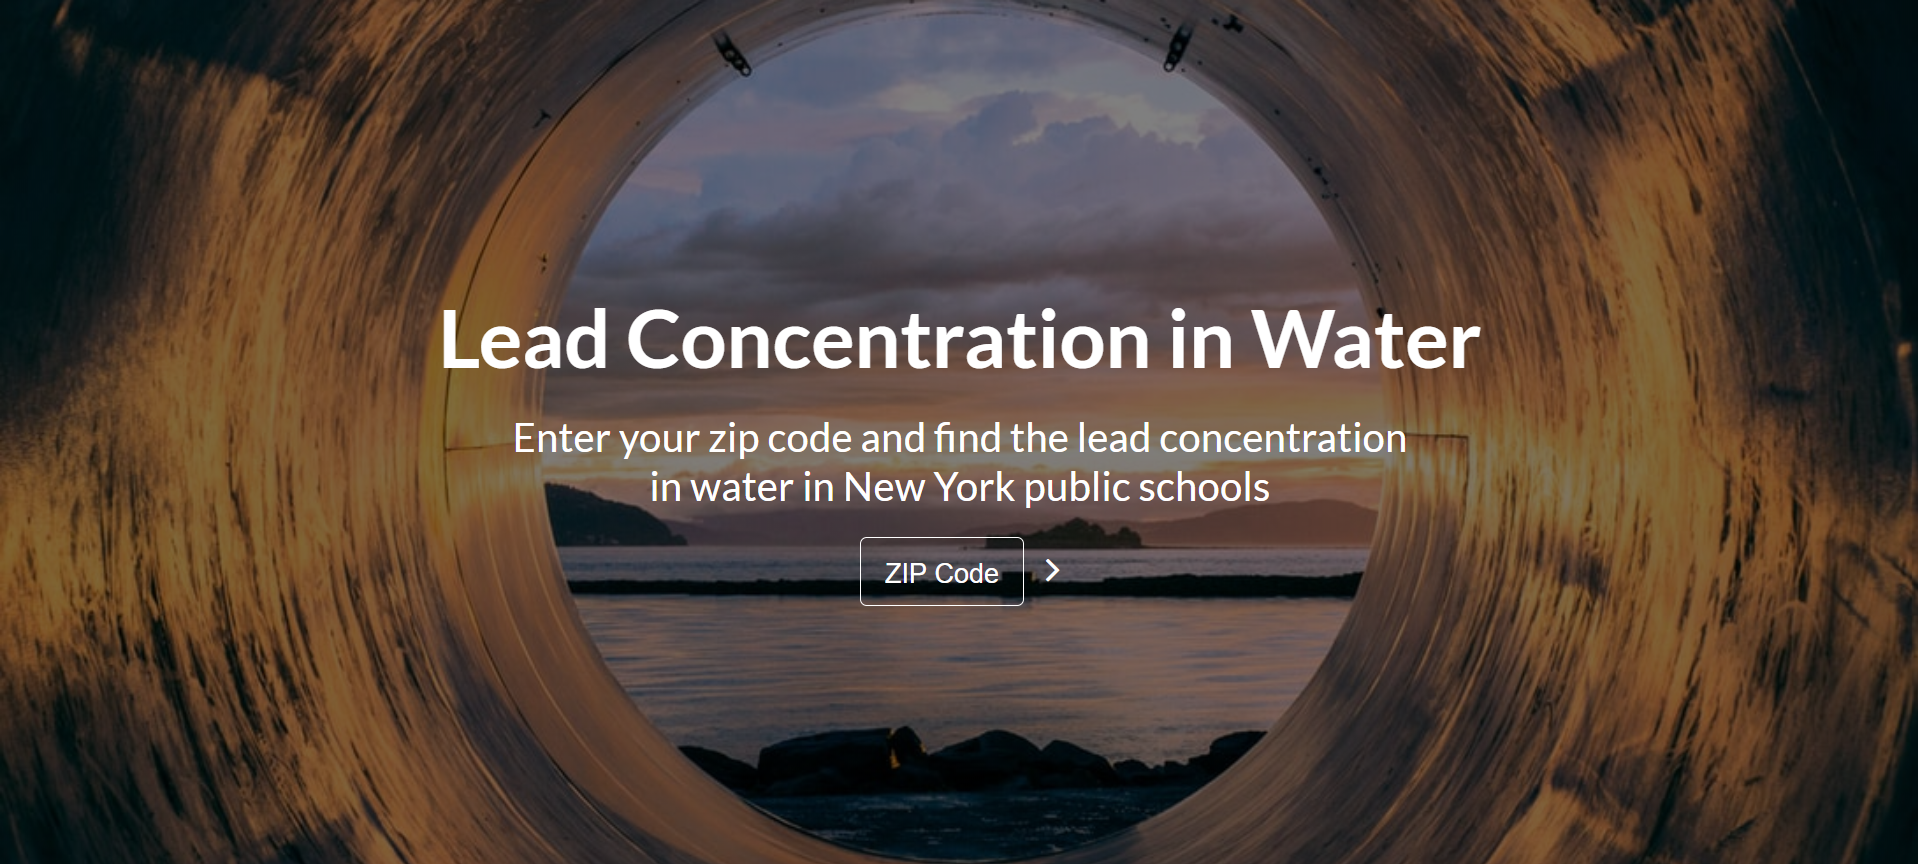 Lead Concentration in Water
Enter your zip code and find the lead concentration
in water in New York public schools
ZIP Code